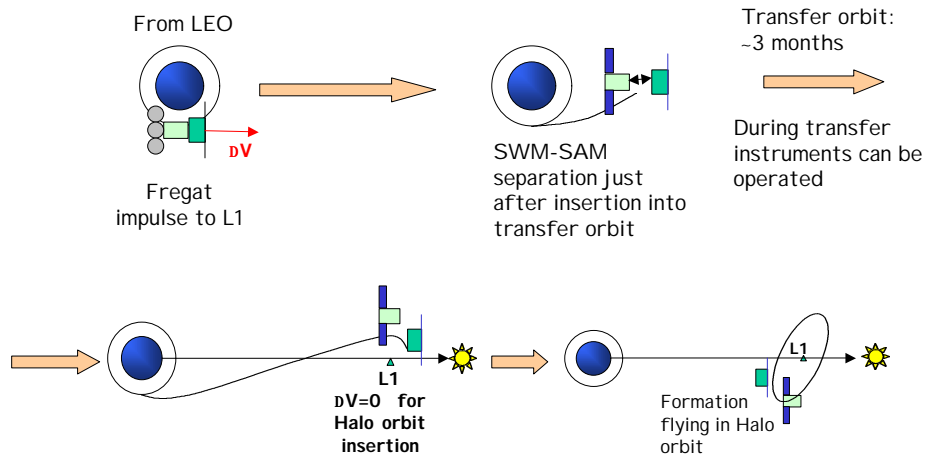 From LEO
DV
Fregat
impulse to L1
SWM-SAM
separation just
after insertion into
transfer orbit
Transfer orbit:
~3 months
During transfer
instruments can be
operated
L1
DV=0 for
Halo orbit
insertion
L1
Formation
flying in Halo
orbit